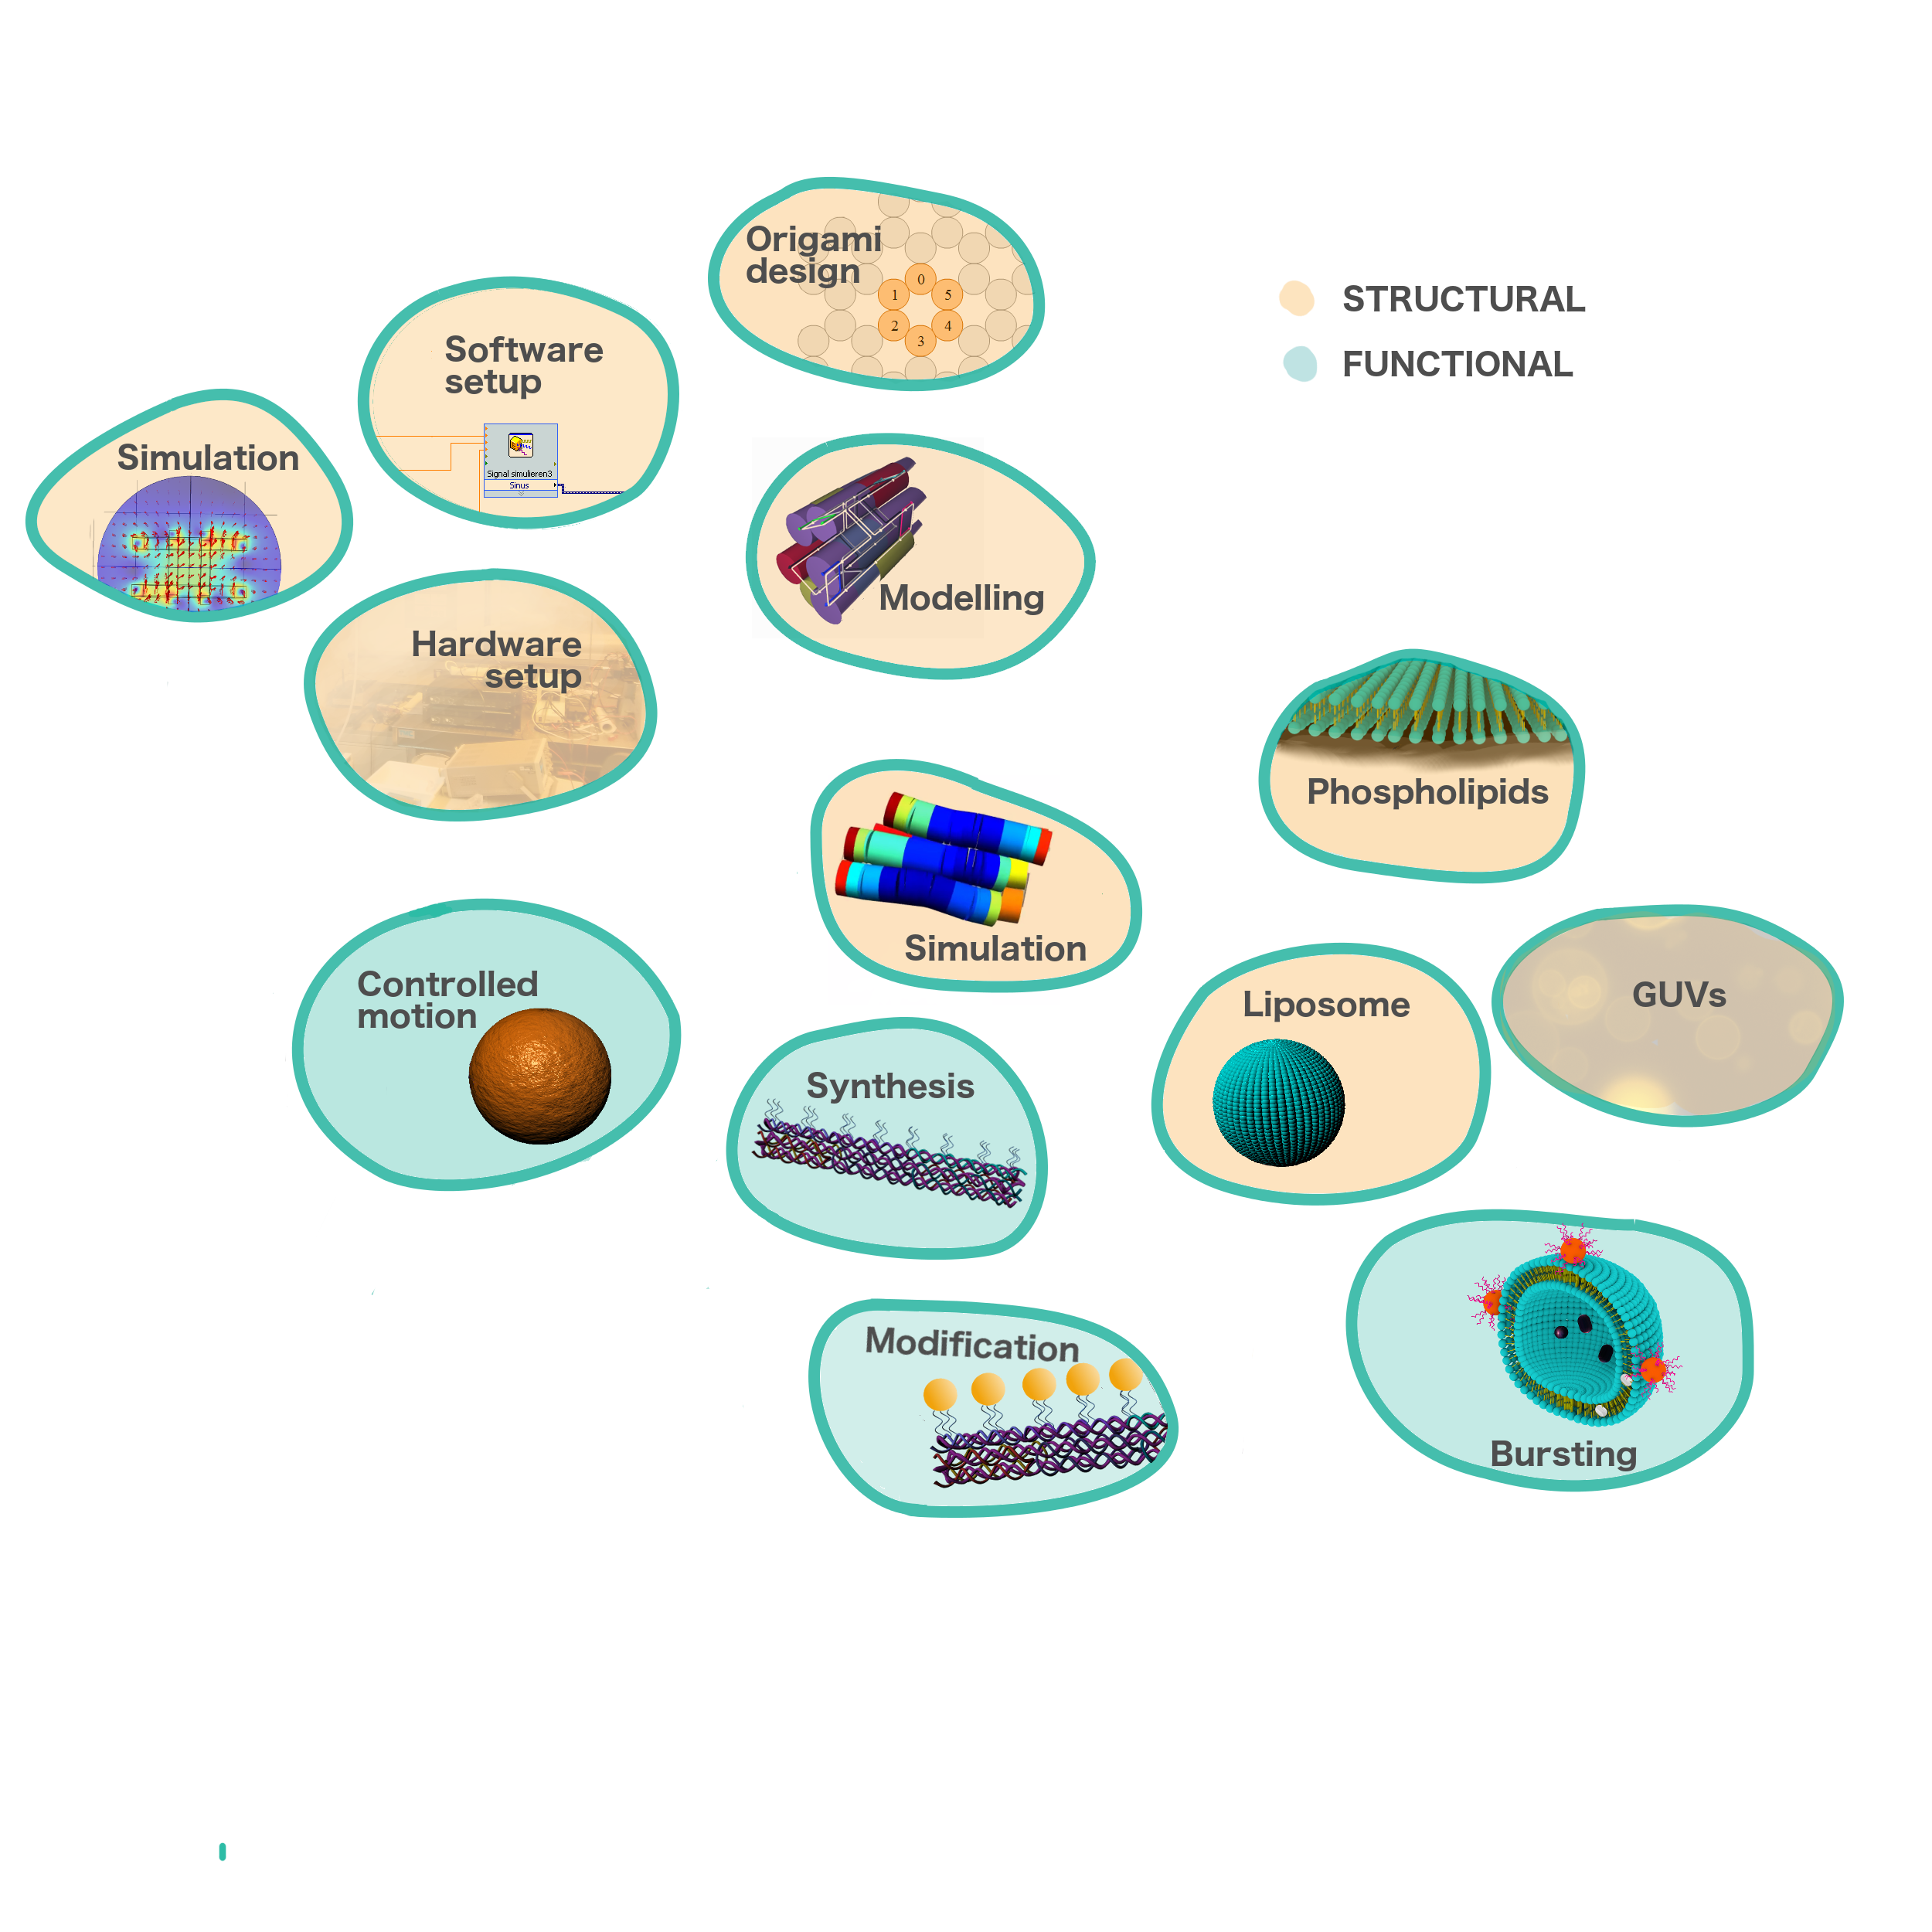 Origami
design
0
1
5
2
4
3
STRUCTURAL
FUNCTIONAL
Software
setup
Signal simulieren3
Sinus
Simulation
Modelling
Hardware
setup
Phospholipids
Simulation
Controlled
motion
Liposome
GUVs
Synthesis
Modification
Bursting